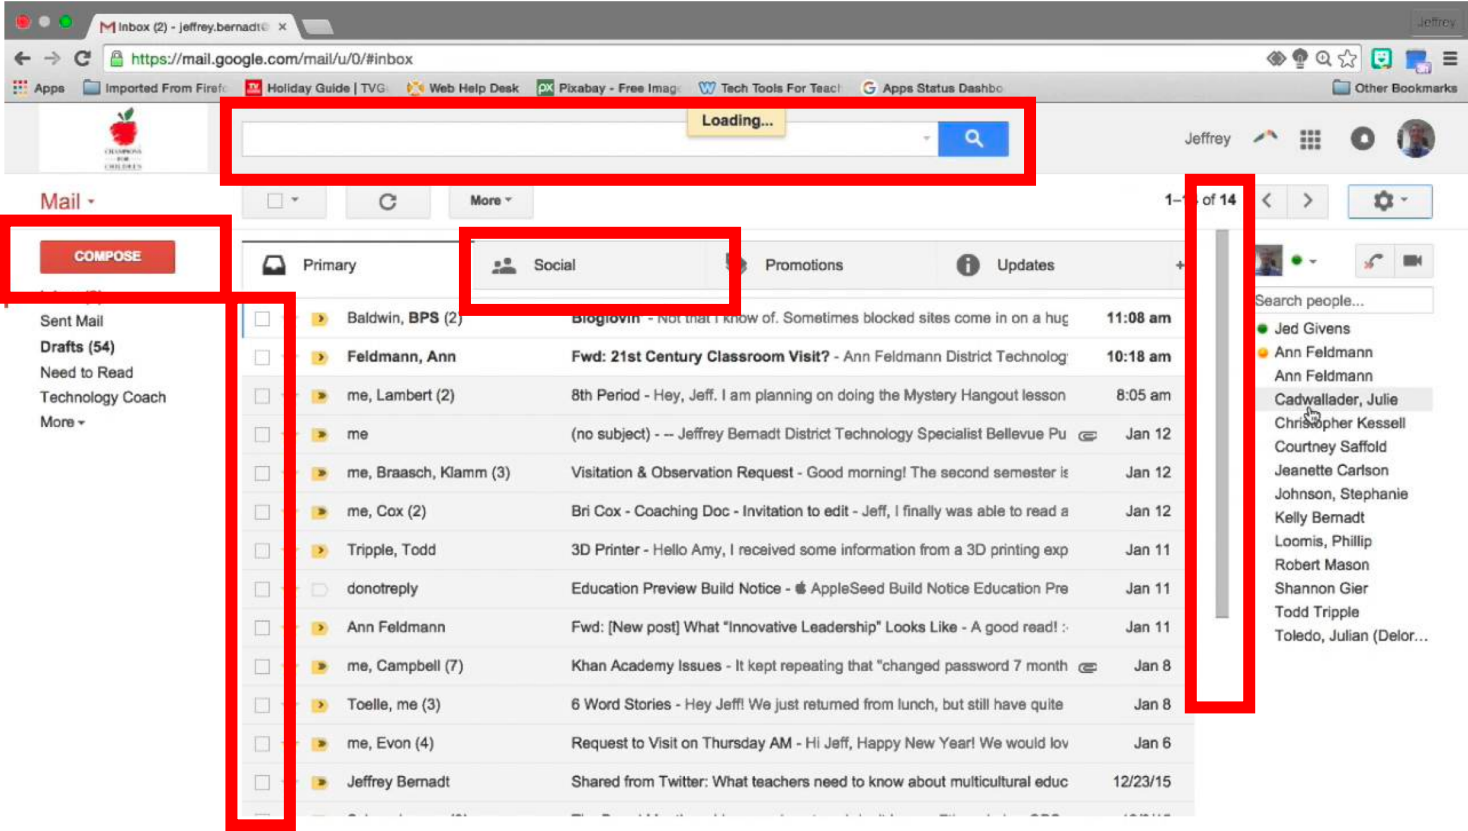 Jeffrey
Inbox (2) - jeffrey.bernadt@
https://mail.google.com/mail/u/0/#inbox
Apps Imported From Firefo Holiday Guide | TVG Web Help Desk Pixabay - Free Image Tech Tools For Teach Apps Status Dashbo Other Bookmarks
Loading...
CHAMPIONS
FOR
CHILDREN
Jeffrey
Mail
More
of 14
COMPOSE
Primary
Social
Promotions
Updates
+
Sent Mail
Drafts (54)
Need to Read
Technology Coach
More
Baldwin, BPS (2) Bloglovin' - Not that I know of. Sometimes blocked sites come in on a hug 11:08 am
Feldmann, Ann Fwd: 21st Century Classroom Visit? - Ann Feldmann District Technolog 10:18 am
me, Lambert (2) 8th Period - Hey, Jeff. I am planning on doing the Mystery Hangout lesson 8:05 am
me (no subject) - -- Jeffrey Bernadt District Technology Specialist Bellevue Pu Jan 12
me, Braasch, Klamm (3) Visitation & Observation Request - Good morning! The second semester is Jan 12
me, Cox (2) Bri Cox - Coaching Doc - Invitation to edit - Jeff, I finally was able to read a Jan 12
Tripple, Todd 3D Printer - Hello Amy, I received some information from a 3D printing exp Jan 11
donotreply Education Preview Build Notice - AppleSeed Build Notice Education Pre Jan 11
Ann Feldmann Fwd: [New post] What "Innovative Leadership" Looks Like - A good read! :- Jan 11
me, Campbell (7) Khan Academy Issues - It kept repeating that "changed password 7 month Jan 8
Toelle, me (3) 6 Word Stories - Hey Jeff! We just returned from lunch, but still have quite Jan 8
me, Evon (4) Request to Visit on Thursday AM - Hi Jeff, Happy New Year! We would lov Jan 6
Jeffrey Bernadt Shared from Twitter: What teachers need to know about multicultural educ 12/23/15
Search people...
Jed Givens
Ann Feldmann
Ann Feldmann
Cadwallader, Julie
Christopher Kessell
Courtney Saffold
Jeanette Carlson
Johnson, Stephanie
Kelly Bernadt
Loomis, Phillip
Robert Mason
Shannon Gier
Todd Tripple
Toledo, Julian (Delor...